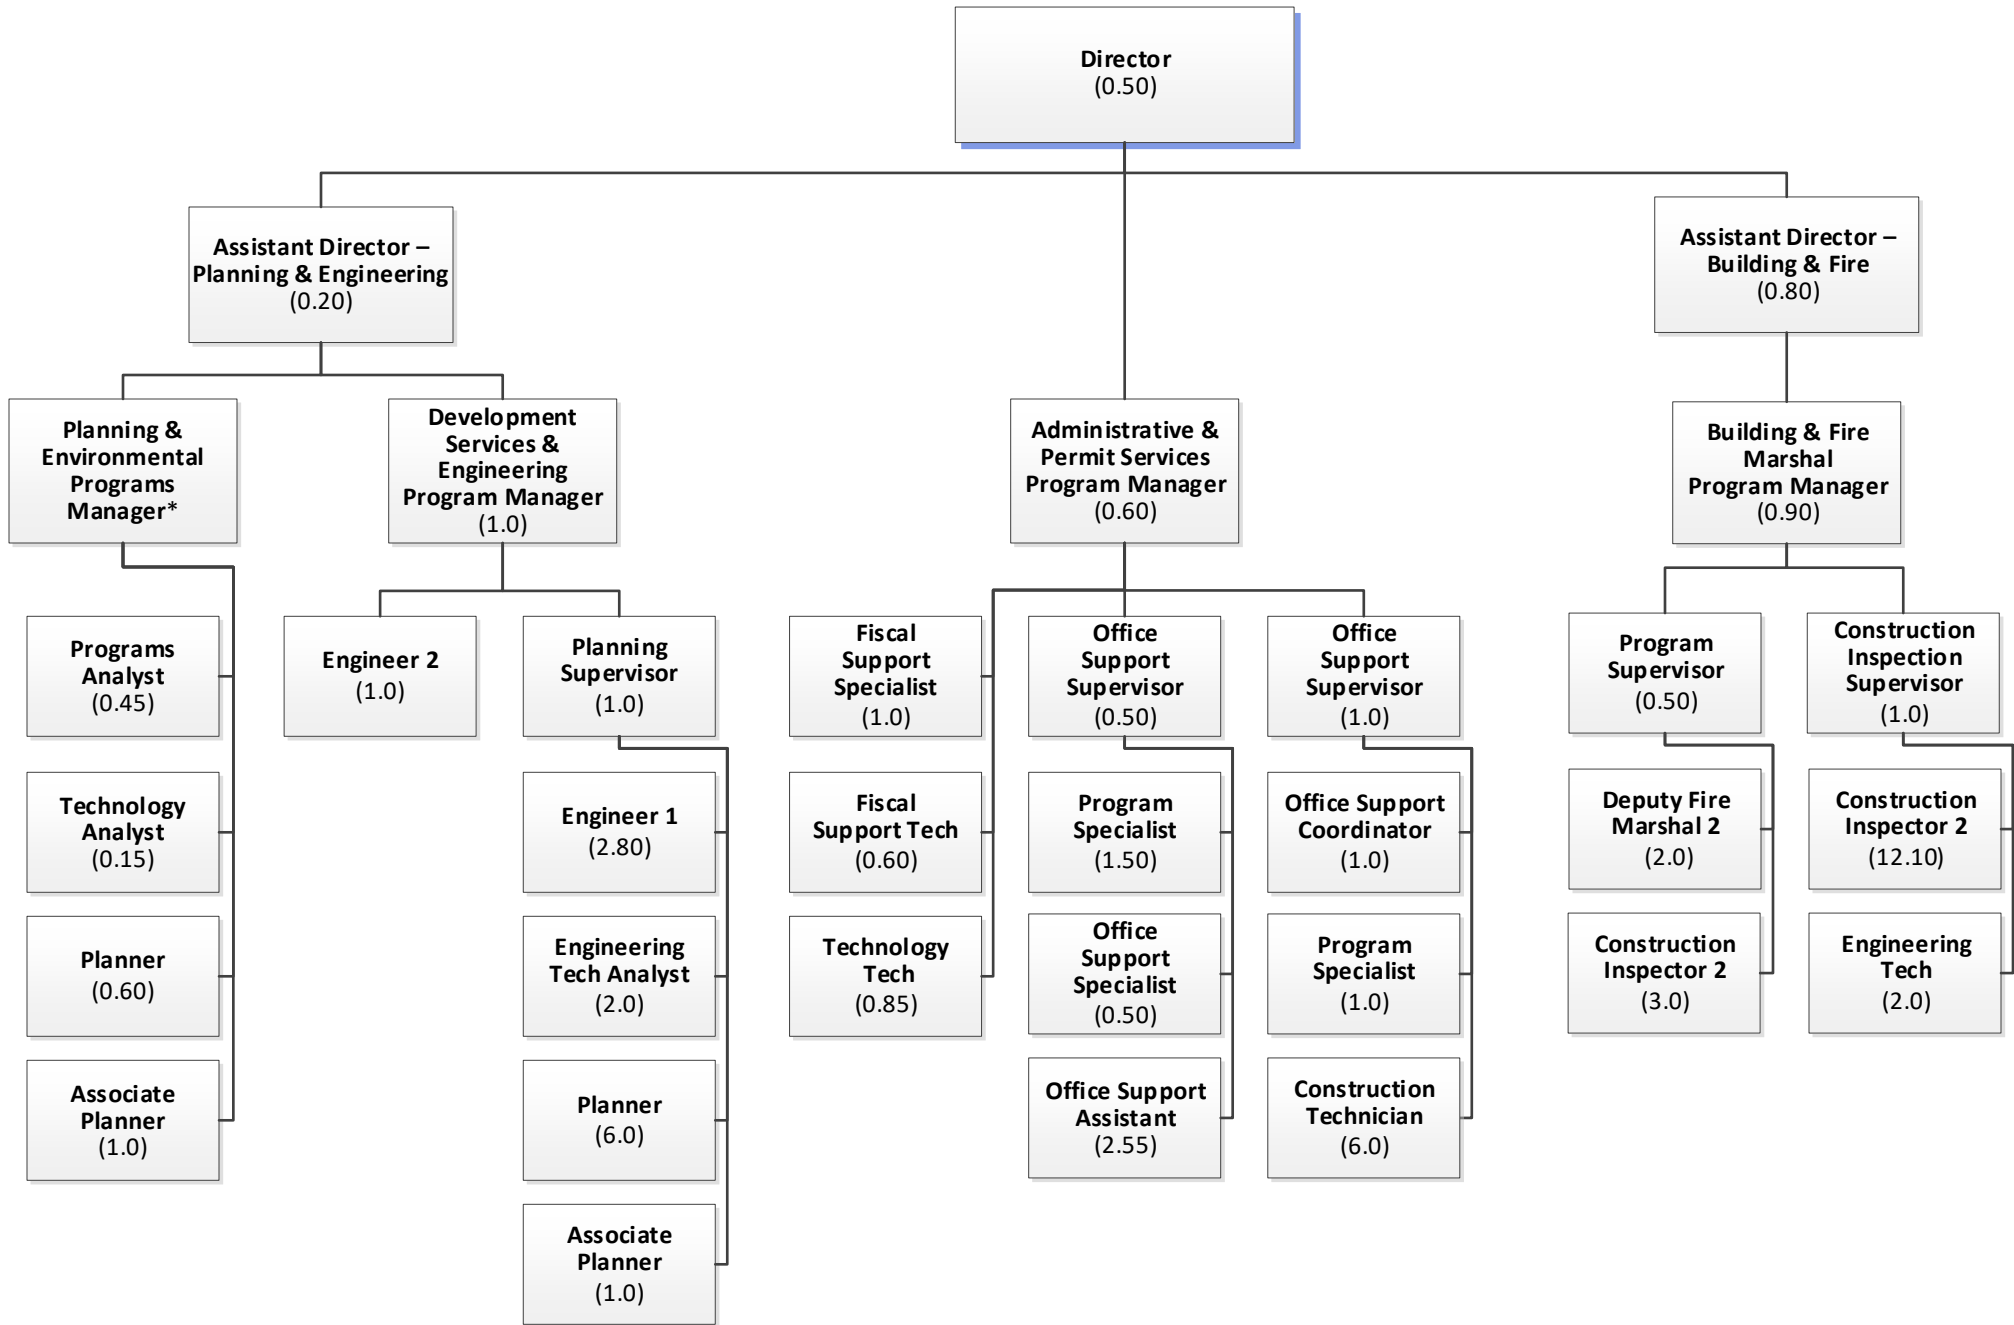 Director
(0.50)
Assistant Director –
Planning & Engineering
(0.20)
Assistant Director –
Building & Fire
(0.80)
Planning &
Environmental
Programs
Manager*
Development
Services &
Engineering
Program Manager
(1.0)
Administrative &
Permit Services
Program Manager
(0.60)
Building & Fire
Marshal
Program Manager
(0.90)
Programs
Analyst
(0.45)
Technology
Analyst
(0.15)
Planner
(0.60)
Associate
Planner
(1.0)
Engineer 2
(1.0)
Planning
Supervisor
(1.0)
Engineer 1
(2.80)
Engineering
Tech Analyst
(2.0)
Planner
(6.0)
Associate
Planner
(1.0)
Fiscal
Support
Specialist
(1.0)
Fiscal
Support Tech
(0.60)
Technology
Tech
(0.85)
Office
Support
Supervisor
(0.50)
Program
Specialist
(1.50)
Office
Support
Specialist
(0.50)
Office Support
Assistant
(2.55)
Office
Support
Supervisor
(1.0)
Office Support
Coordinator
(1.0)
Program
Specialist
(1.0)
Construction
Technician
(6.0)
Program
Supervisor
(0.50)
Deputy Fire
Marshal 2
(2.0)
Construction
Inspector 2
(3.0)
Construction
Inspection
Supervisor
(1.0)
Construction
Inspector 2
(12.10)
Engineering
Tech
(2.0)